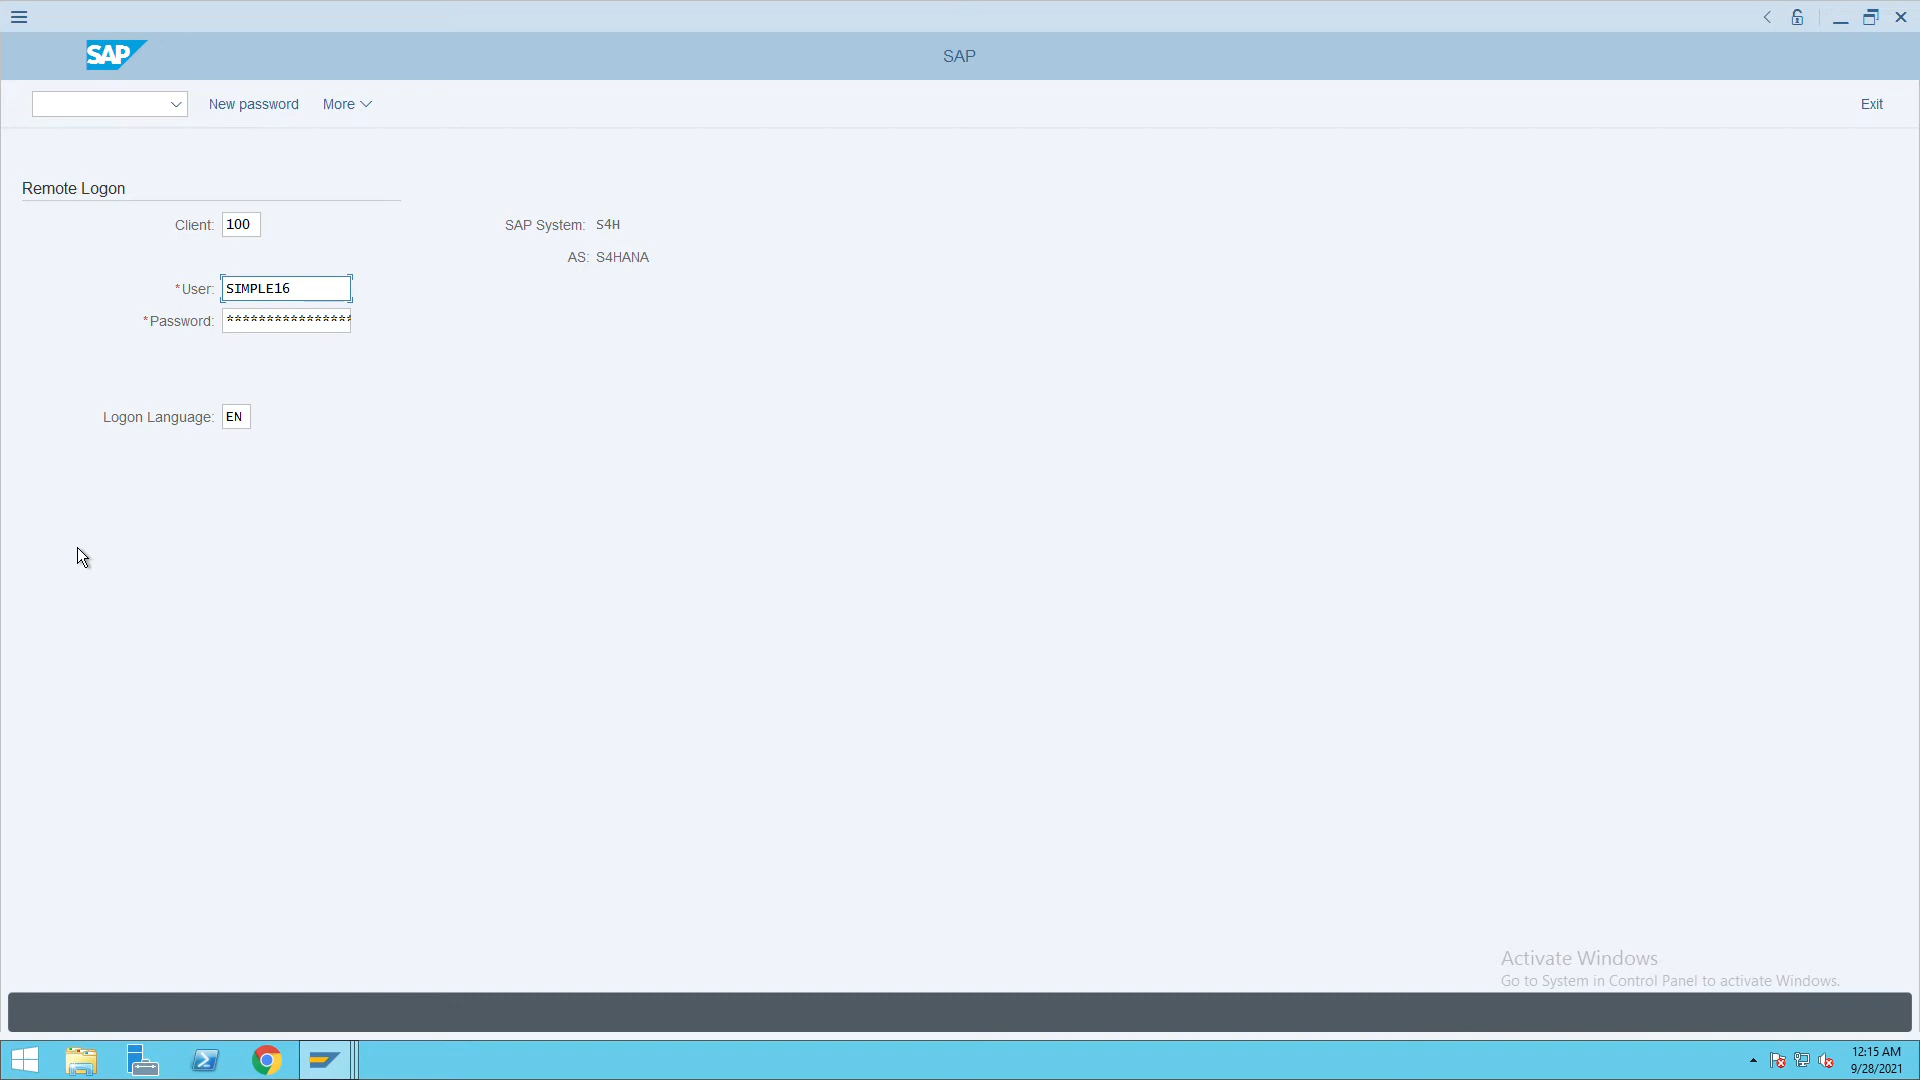 SAP
SAP
New password More Exit
Remote Logon
Client: 100 SAP System: S4H
AS: S4HANA
*User: SIMPLE16
*Password: ****************
Logon Language: EN
Activate Windows
Go to System in Control Panel to activate Windows.
12:15 AM
9/28/2021